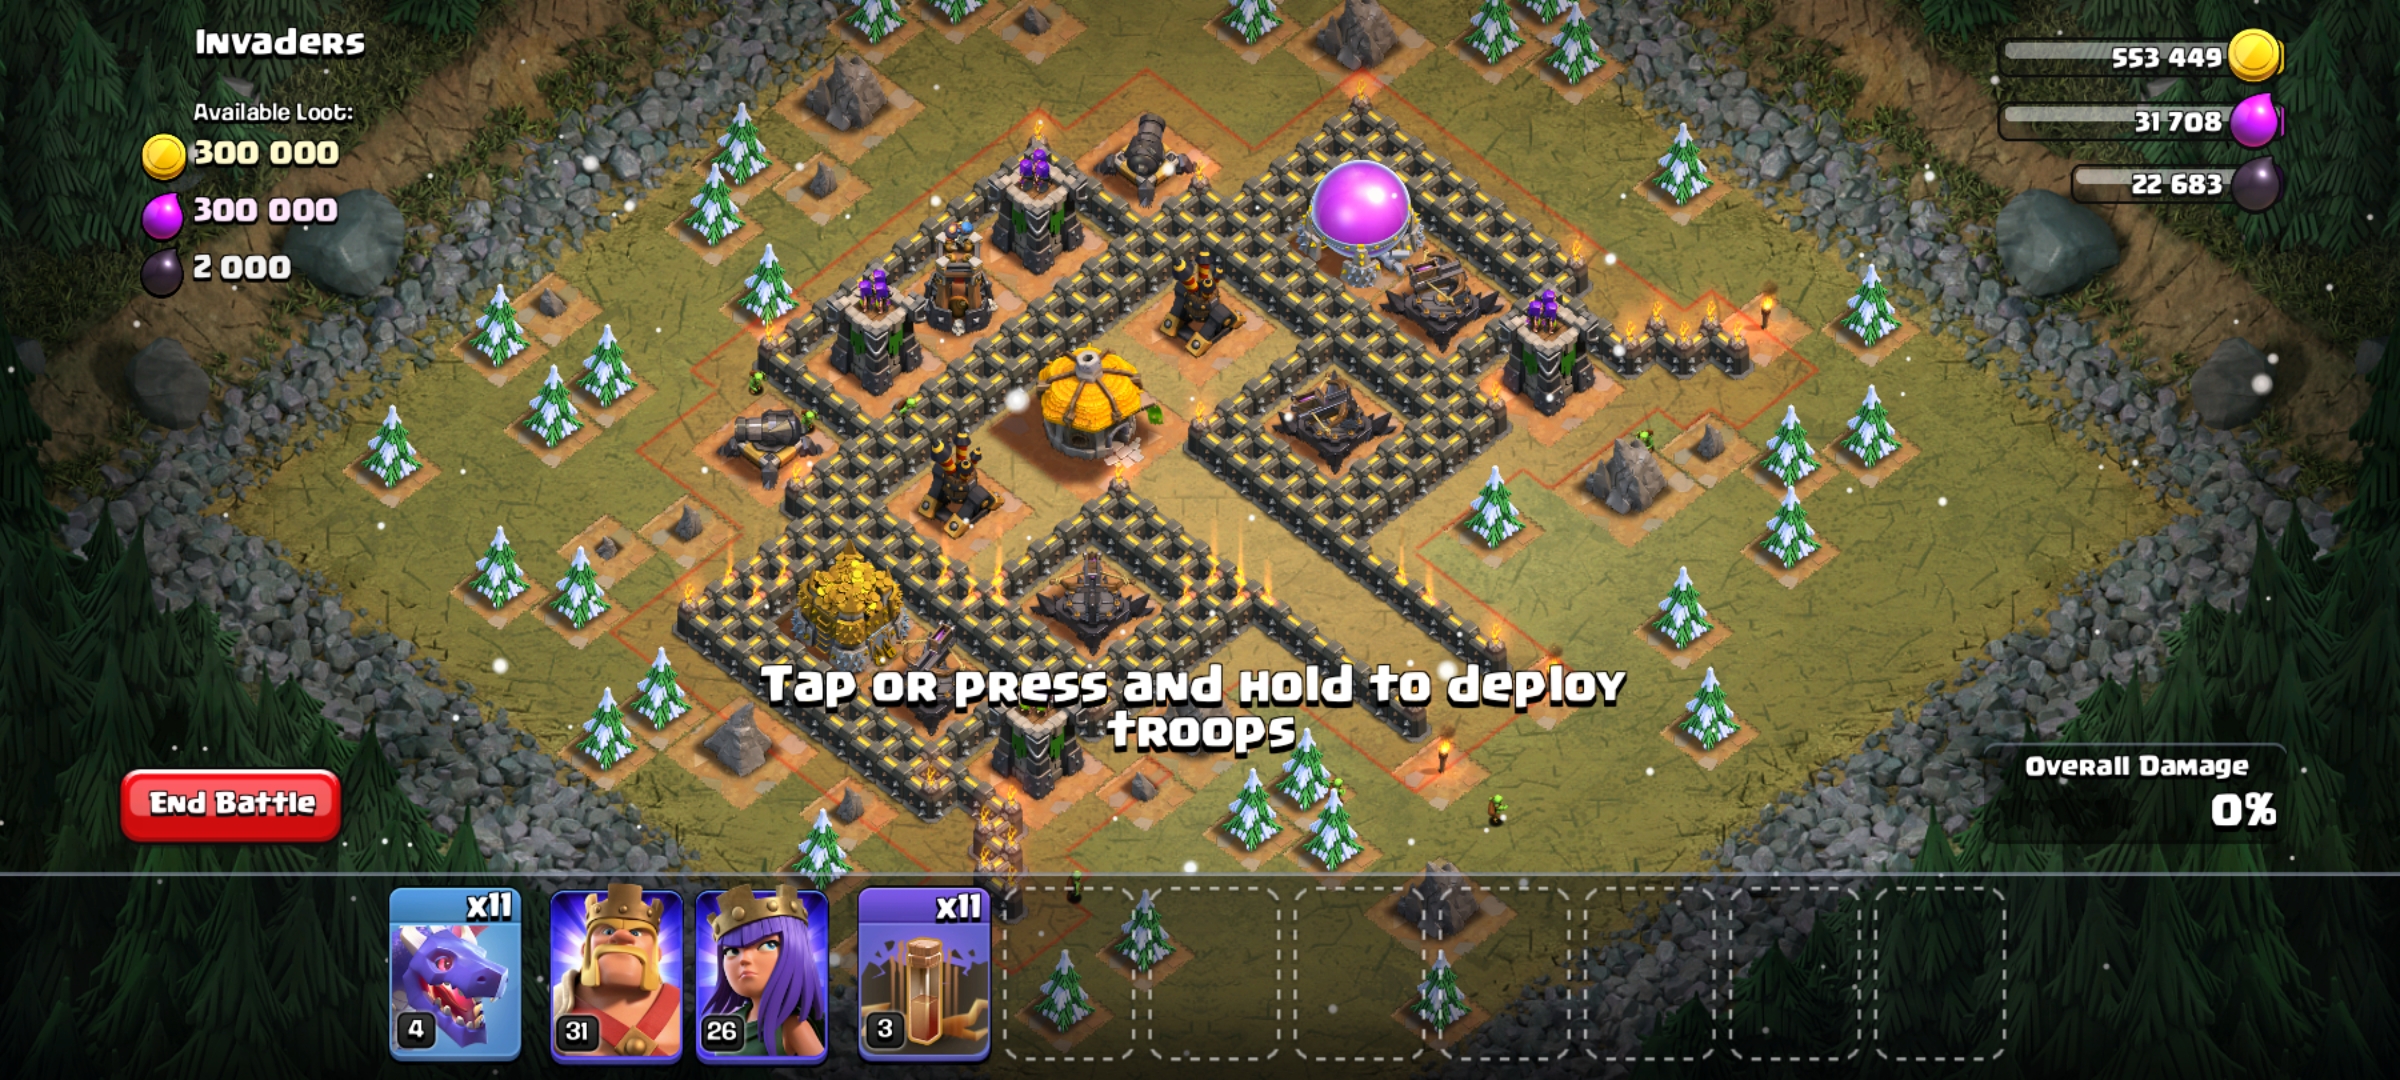 Invaders
Available Loot:
300 000
300 000
2 000
553 449
31 708
22 683
Tap or press and hold to deploy
troops
End Battle
Overall Damage
0%
x11
4
31
26
x11
3